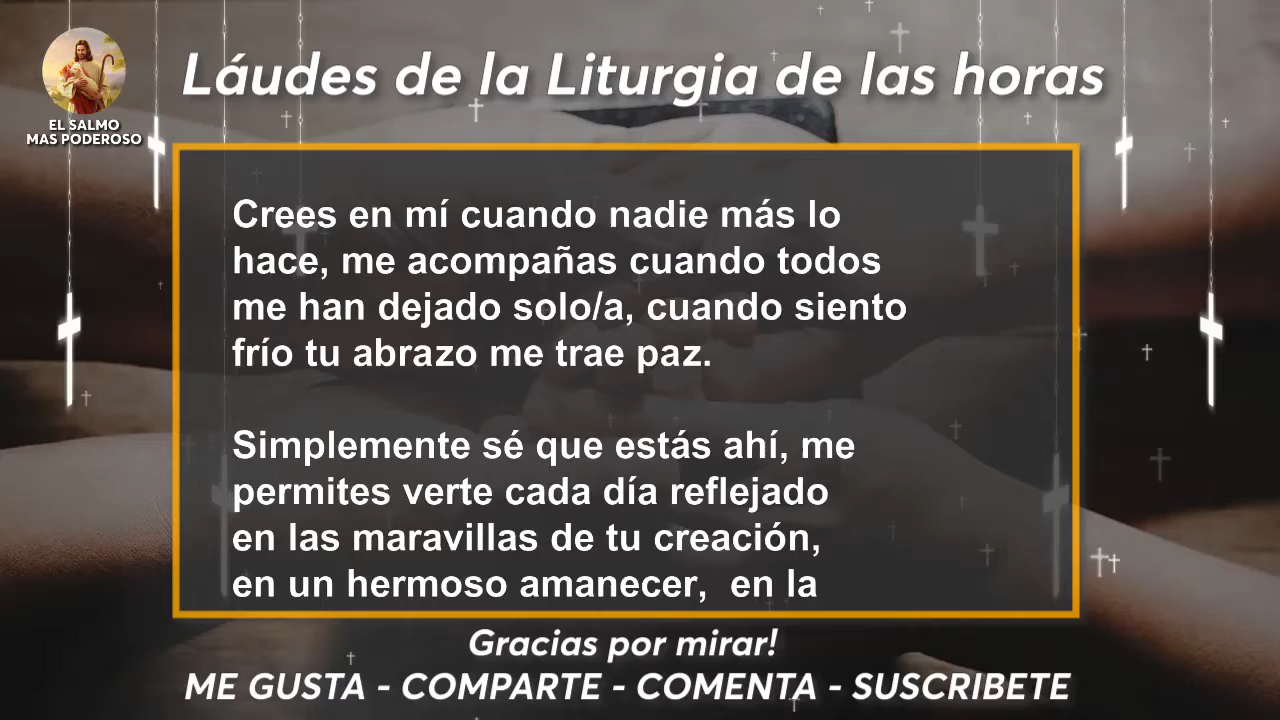 Láudes de la Liturgia de las horas
EL SALMO
MAS PODEROSO
Crees en mí cuando nadie más lo
hace, me acompañas cuando todos
me han dejado solo/a, cuando siento
frío tu abrazo me trae paz.
Simplemente sé que estás ahí, me
permites verte cada día reflejado
en las maravillas de tu creación,
en un hermoso amanecer,  en la
Gracias por mirar!
ME GUSTA - COMPARTE - COMENTA - SUSCRIBETE